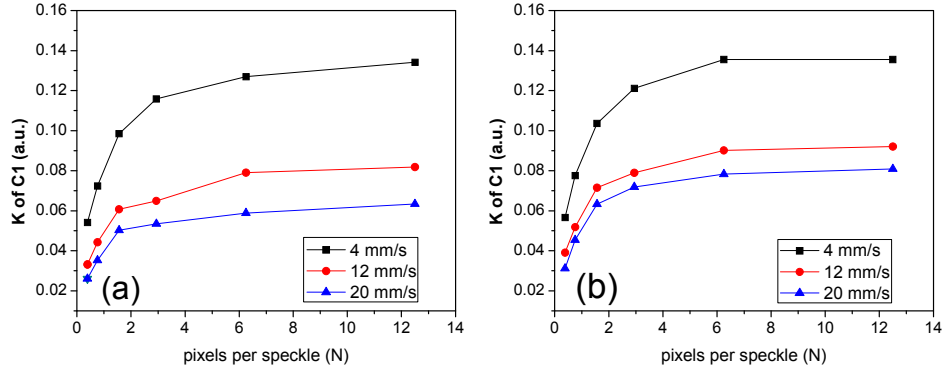 0.16
0.14
0.12
0.10
0.08
0.06
0.04
0.02
K of C1 (a.u.)
(a)
4 mm/s
12 mm/s
20 mm/s
0 2 4 6 8 10 12 14
pixels per speckle (N)
0.16
0.14
0.12
0.10
0.08
0.06
0.04
0.02
K of C1 (a.u.)
(b)
4 mm/s
12 mm/s
20 mm/s
0 2 4 6 8 10 12 14
pixels per speckle (N)